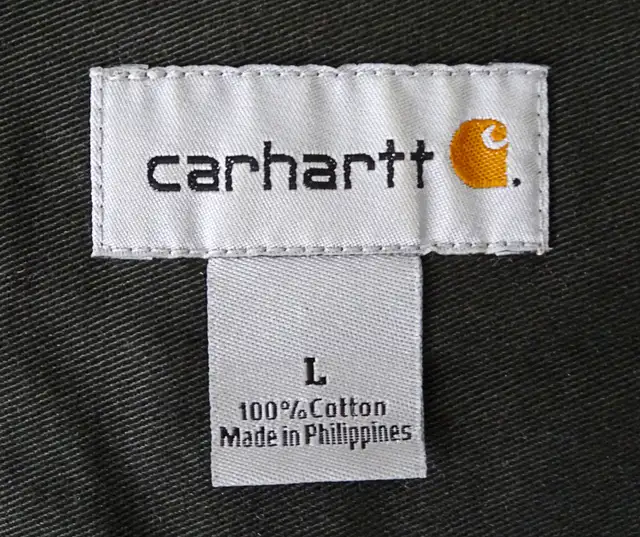 carhartt
L
100% Cotton
Made in Philippines